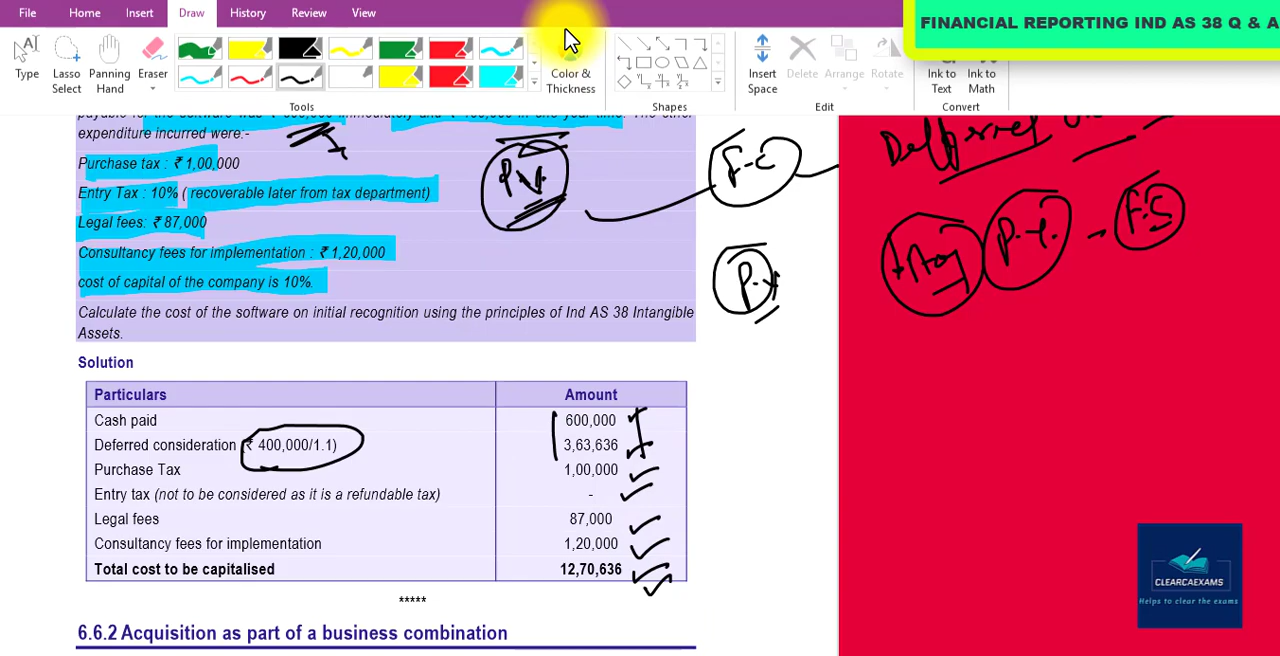 File Home Insert Draw History Review View
FINANCIAL REPORTING IND AS 38 Q & A
Type Lasso Select Panning Hand Eraser Color & Thickness Insert Space Delete Arrange Rotate Ink to Text Ink to Math
Tools Shapes Edit Convert
expenditure incurred were:-
Purchase tax : ₹ 1,00,000
Entry Tax : 10% ( recoverable later from tax department)
Legal fees: ₹ 87,000
Consultancy fees for implementation : ₹ 1,20,000
cost of capital of the company is 10%.
Calculate the cost of the software on initial recognition using the principles of Ind AS 38 Intangible
Assets.
P.V.
F-C
P.V
Solution
Particulars Amount
Cash paid 600,000
Deferred consideration (₹ 400,000/1.1) 3,63,636
Purchase Tax 1,00,000
Entry tax (not to be considered as it is a refundable tax) -
Legal fees 87,000
Consultancy fees for implementation 1,20,000
Total cost to be capitalised 12,70,636
*****
6.6.2 Acquisition as part of a business combination
CLEARCAEXAMS
Helps to clear the exams